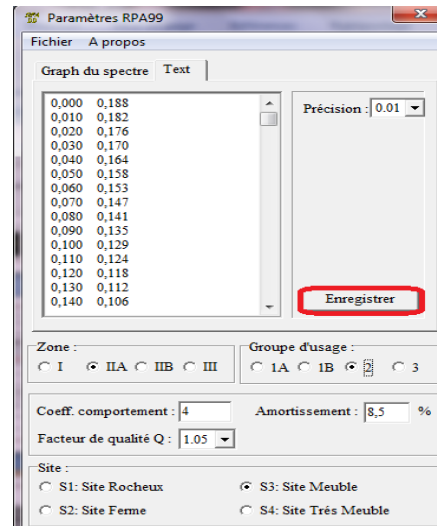 Paramètres RPA99
Fichier A propos
Graph du spectre Text
0,000 0,188
0,010 0,182
0,020 0,176
0,030 0,170
0,040 0,164
0,050 0,158
0,060 0,153
0,070 0,147
0,080 0,141
0,090 0,135
0,100 0,129
0,110 0,124
0,120 0,118
0,130 0,112
0,140 0,106
Précision : 0.01
Enregistrer
Zone :
I IIA IIB III
Groupe d'usage :
1A 1B 2 3
Coeff. comportement : 4
Amortissement : 8,5 %
Facteur de qualité Q : 1.05
Site :
S1: Site Rocheux
S3: Site Meuble
S2: Site Ferme
S4: Site Trés Meuble